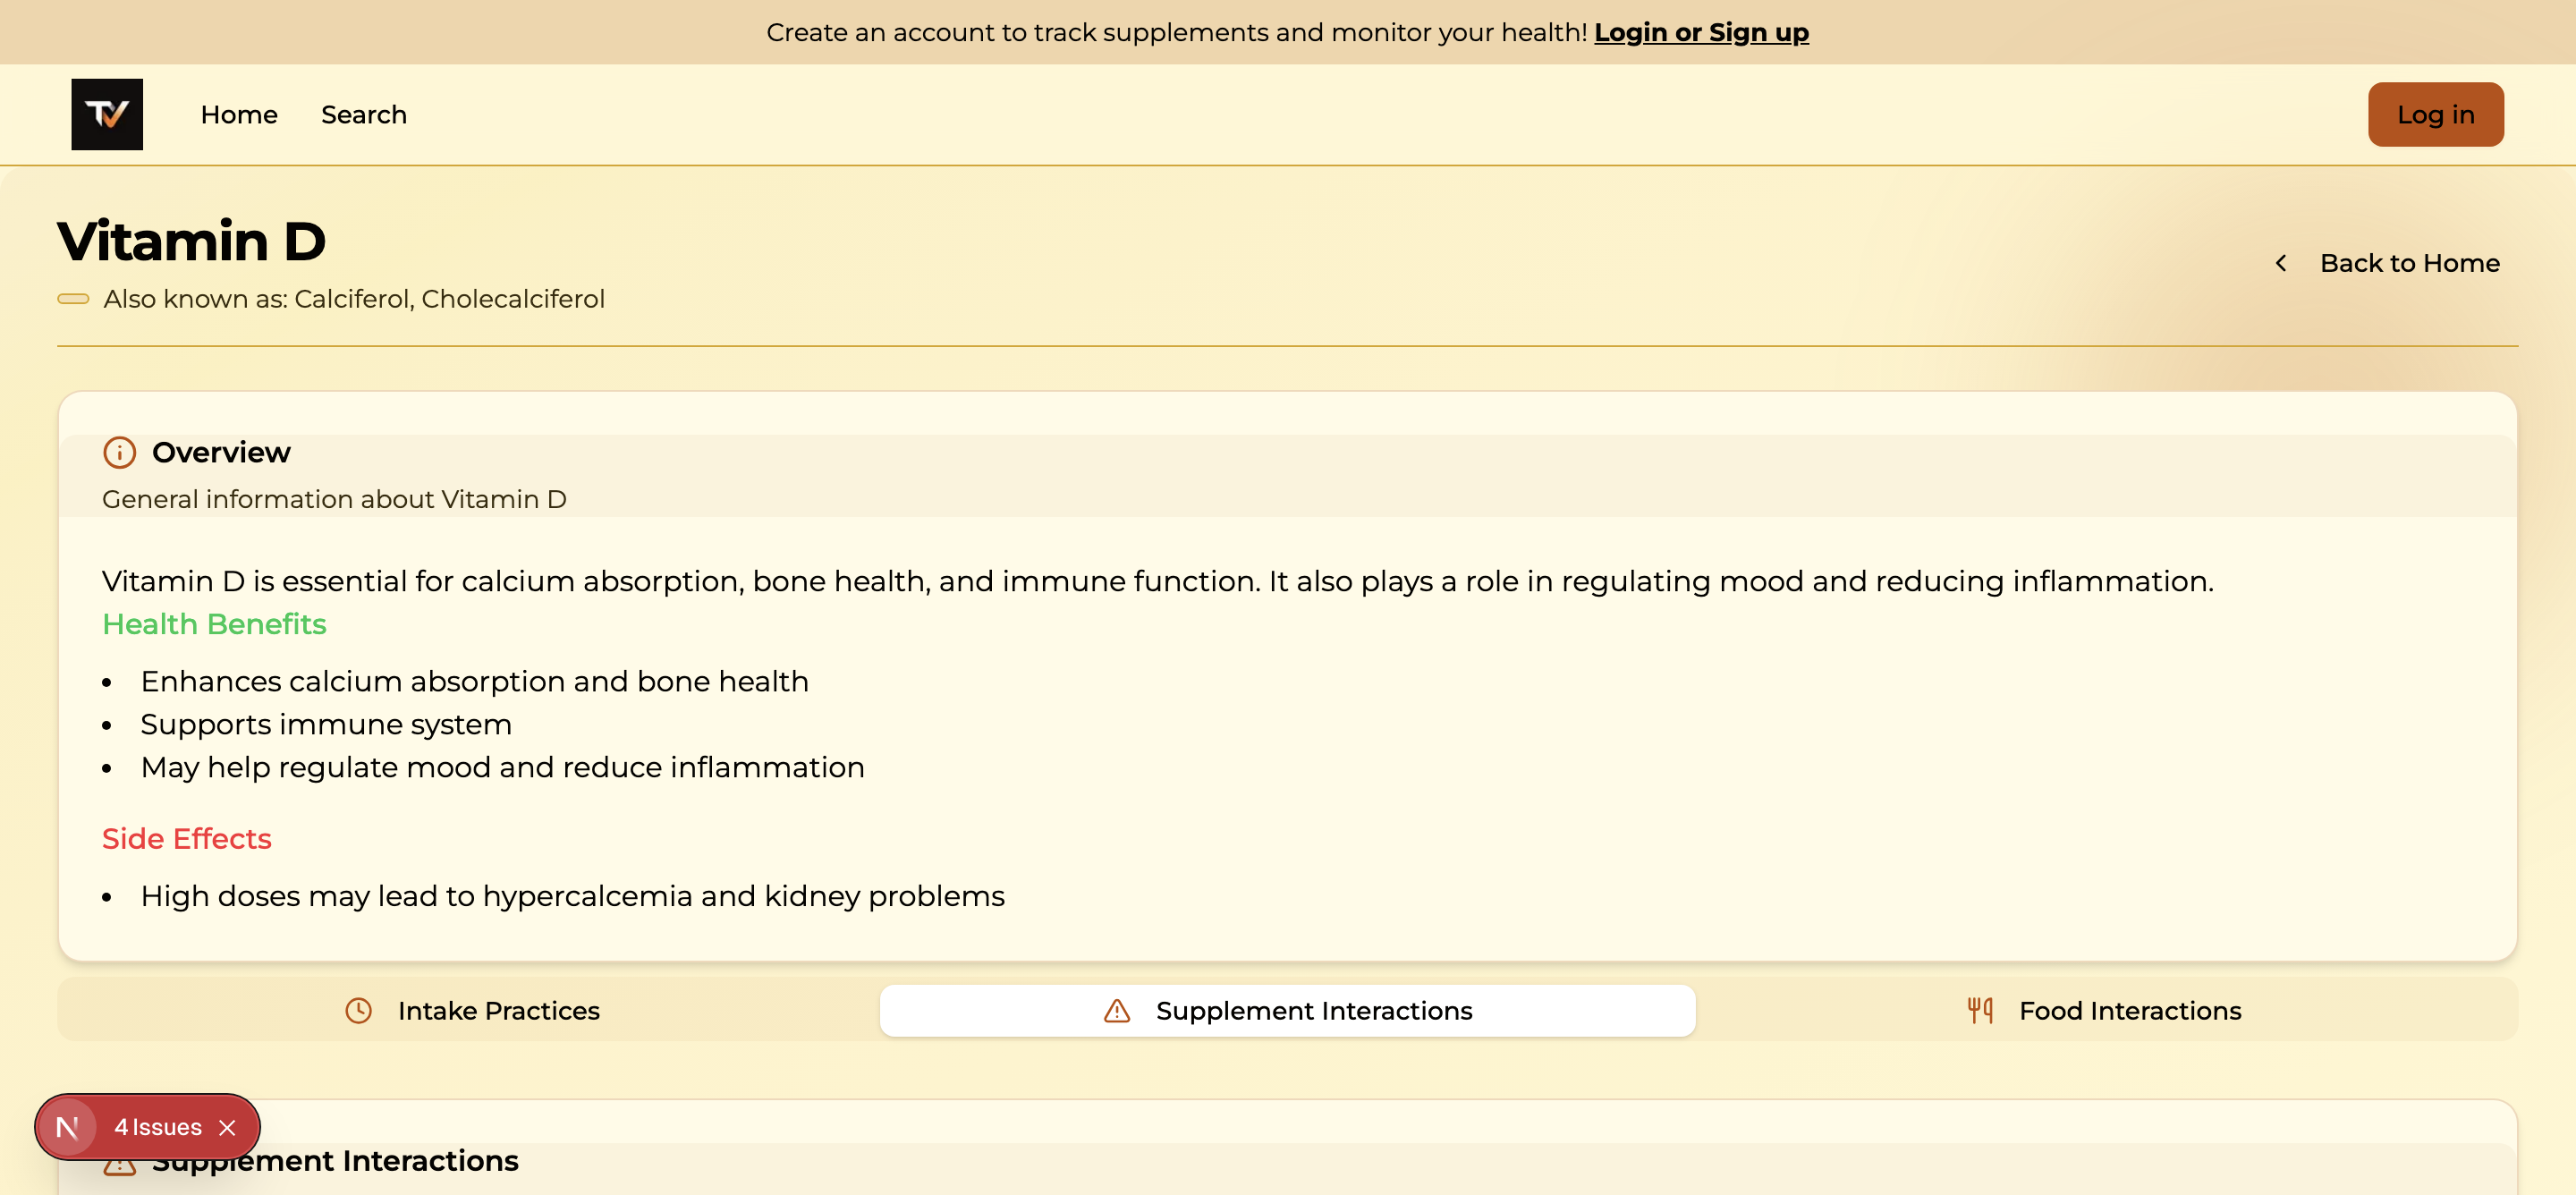 Create an account to track supplements and monitor your health! Login or Sign up
TV
Home
Search
Log in
Vitamin D
Back to Home
Also known as: Calciferol, Cholecalciferol
Overview
General information about Vitamin D
Vitamin D is essential for calcium absorption, bone health, and immune function. It also plays a role in regulating mood and reducing inflammation.
Health Benefits
• Enhances calcium absorption and bone health
• Supports immune system
• May help regulate mood and reduce inflammation
Side Effects
• High doses may lead to hypercalcemia and kidney problems
Intake Practices
Supplement Interactions
Food Interactions
N 4 Issues
Supplement Interactions